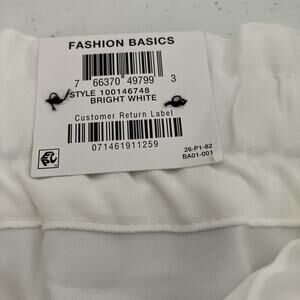 FASHION BASICS
7 66370 49799 3
STYLE 100146748
BRIGHT WHITE
Customer Return Label
071461911259
26-P1-82
BA01-001